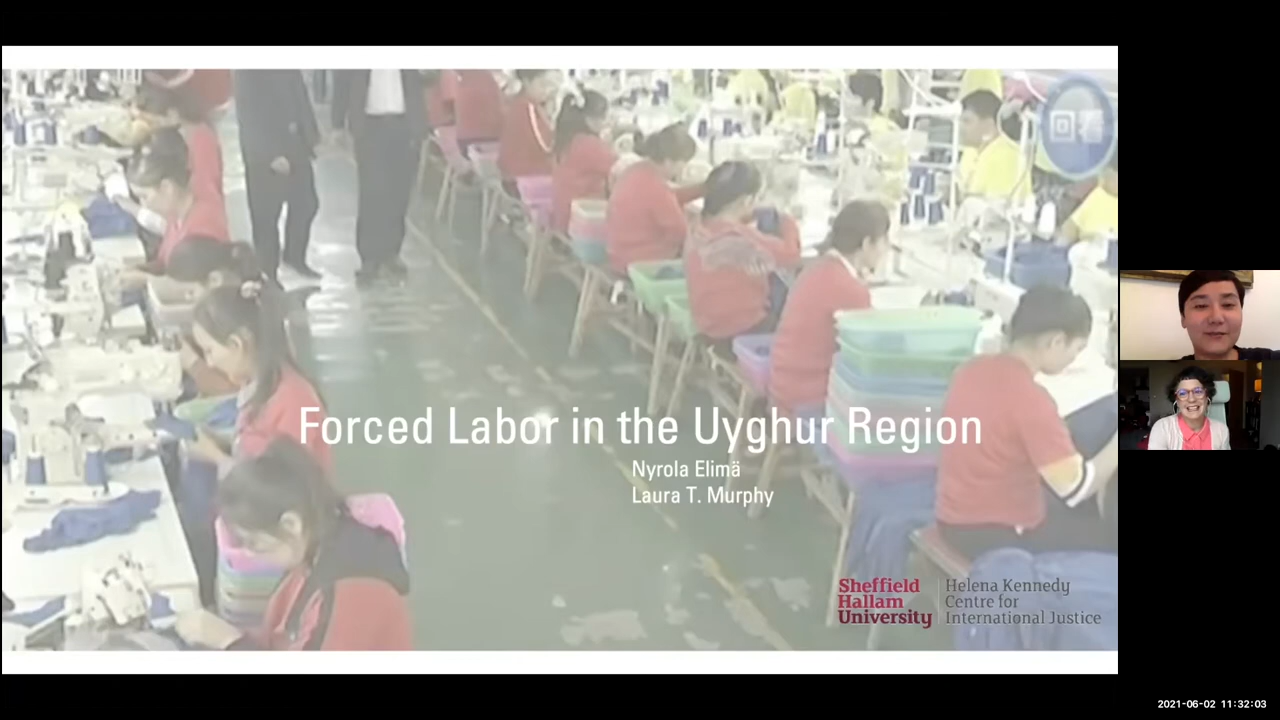 Forced Labor in the Uyghur Region
Nyrola Elimä
Laura T. Murphy
Sheffield
Hallam
University
Helena Kennedy
Centre for
International Justice
2021-06-02 11:32:03